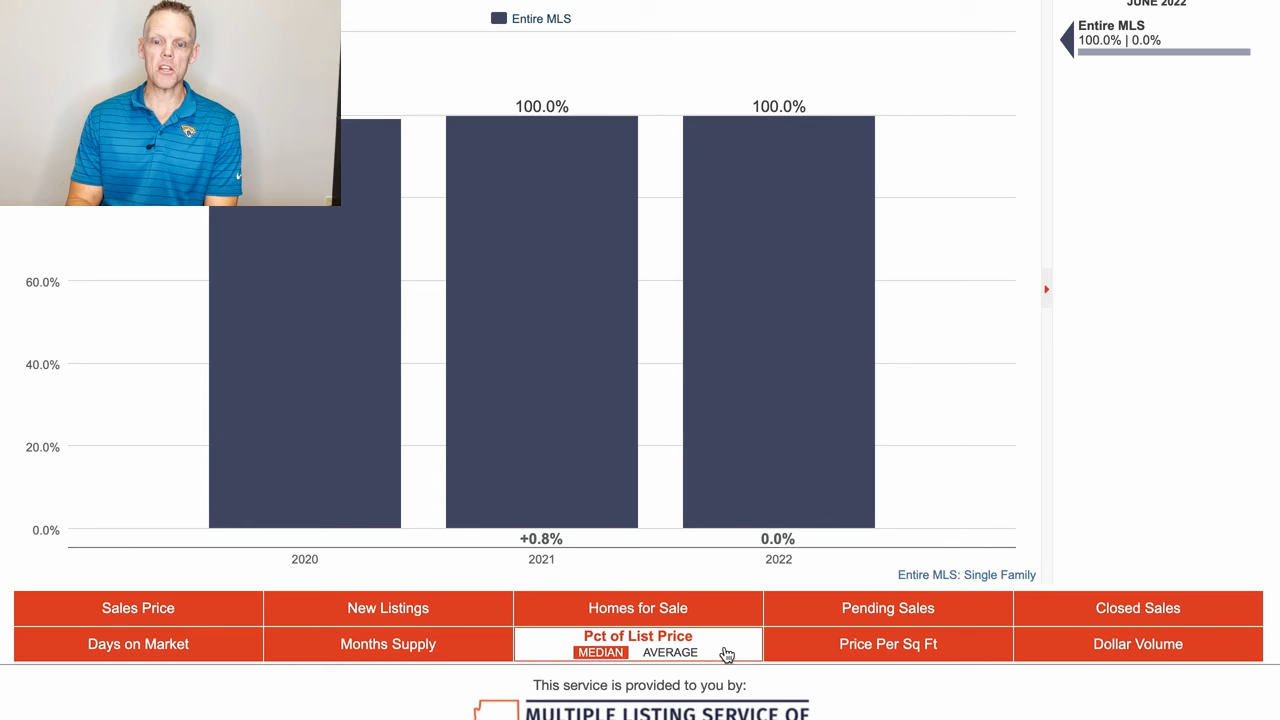 JUNE 2022
Entire MLS
Entire MLS
100.0% | 0.0%
100.0%
100.0%
60.0%
40.0%
20.0%
0.0%
+0.8%
0.0%
2020
2021
2022
Entire MLS: Single Family
Sales Price
New Listings
Homes for Sale
Pending Sales
Closed Sales
Days on Market
Months Supply
Pct of List Price
MEDIAN AVERAGE
Price Per Sq Ft
Dollar Volume
This service is provided to you by:
MULTIPLE LISTING SERVICE OF